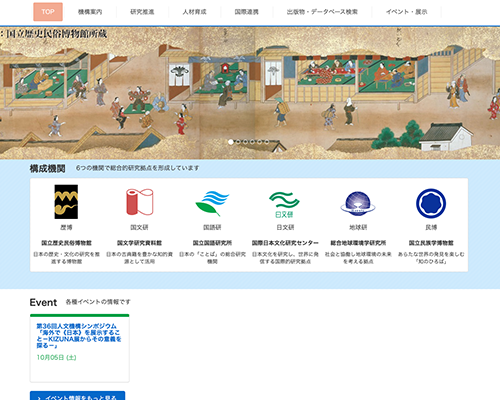 TOP 機構案内 研究推進 人材育成 国際連携 出版物・データベース検索 イベント・展示
：国立歴史民俗博物館所蔵
構成機関 6つの機関で総合的研究拠点を形成しています
歴博 国文研 国語研 日文研 地球研 民博
国立歴史民俗博物館 国文学研究資料館 国立国語研究所 国際日本文化研究センター 総合地球環境学研究所 国立民族学博物館
日本の歴史・文化の研究を推進する博物館
日本の古典籍を豊かな知的資源として活用
日本の「ことば」の総合研究機関
日本文化を研究し、世界に発信する国際的研究拠点
社会と協働し地球環境の未来を考える拠点
あらたな世界の発見を楽しむ「知のひろば」
Event 各種イベントの情報です
第36回人文機構シンポジウム
「海外で《日本》を展示するこ
と－KIZUNA展からその意義を
探る－」
10月05日 (土)
イベント情報をもっと見る